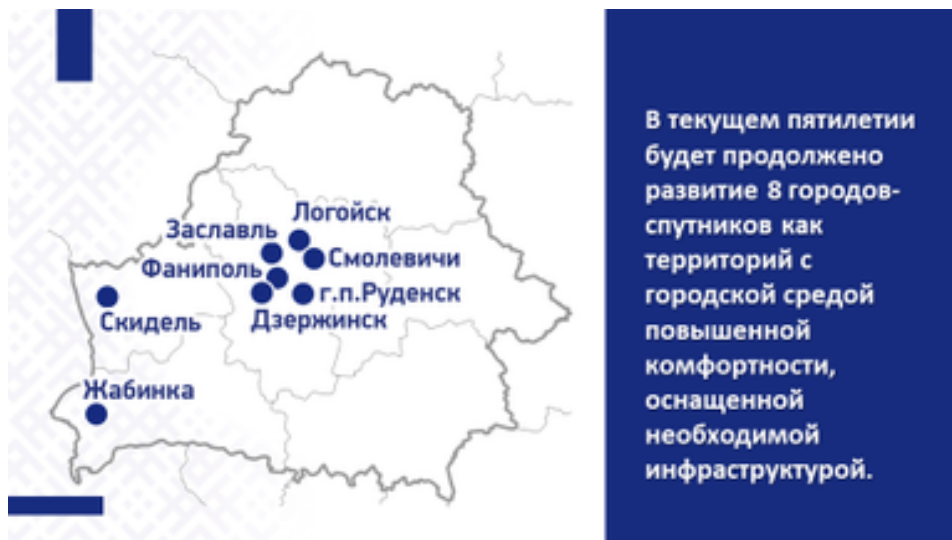 Логойск
Заславль
Смолевичи
Фаниполь
г.п.Руденск
Дзержинск
Скидель
Жабинка
В текущем пятилетии
будет продолжено
развитие 8 городов-
спутников как
территорий с
городской средой
повышенной
комфортности,
оснащенной
необходимой
инфраструктурой.